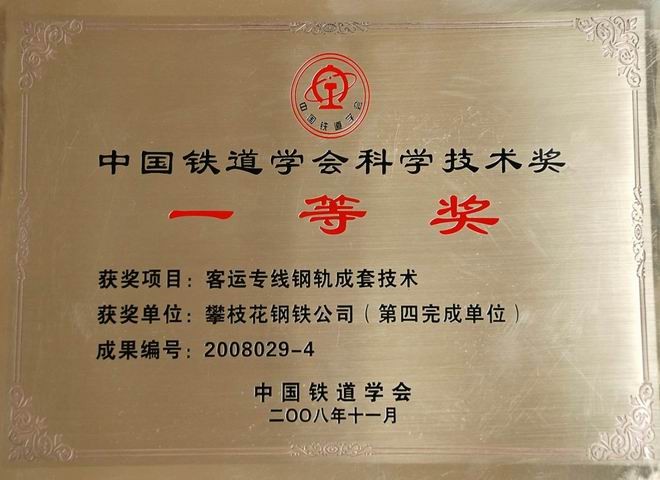 中国铁道学会
中国铁道学会科学技术奖
一等奖
获奖项目：客运专线钢轨成套技术
获奖单位：攀枝花钢铁公司（第四完成单位）
成果编号：2008029-4
中国铁道学会
二〇〇八年十一月